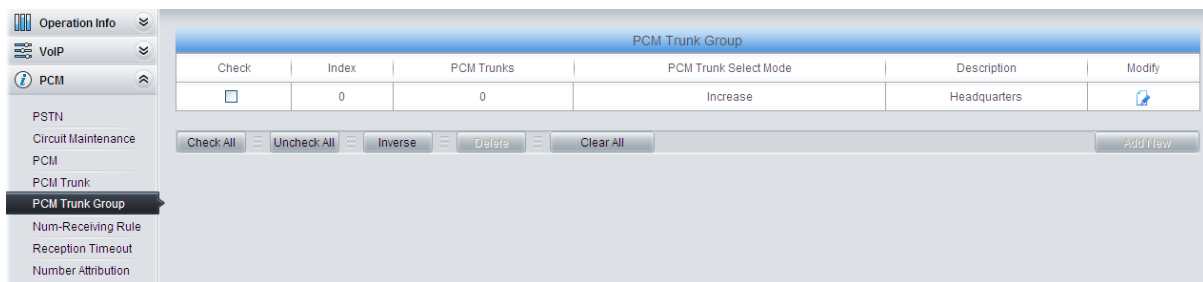 Operation Info
VoIP
PCM
PSTN
Circuit Maintenance
PCM
PCM Trunk
PCM Trunk Group
Num-Receiving Rule
Reception Timeout
Number Attribution
PCM Trunk Group
Check Index PCM Trunks PCM Trunk Select Mode Description Modify
0 0 Increase Headquarters
Check All Uncheck All Inverse Delete Clear All Add New